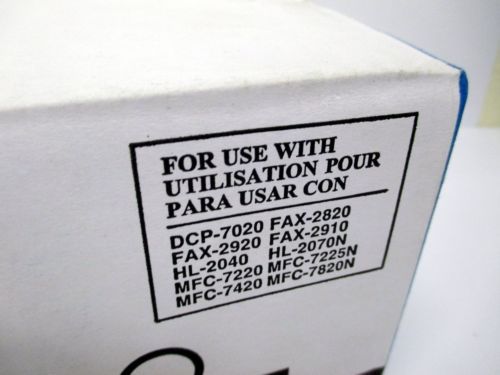 FOR USE WITH
UTILISATION POUR
PARA USAR CON
DCP-7020 FAX-2820
FAX-2920 FAX-2910
HL-2040 HL-2070N
MFC-7220 MFC-7225N
MFC-7420 MFC-7820N